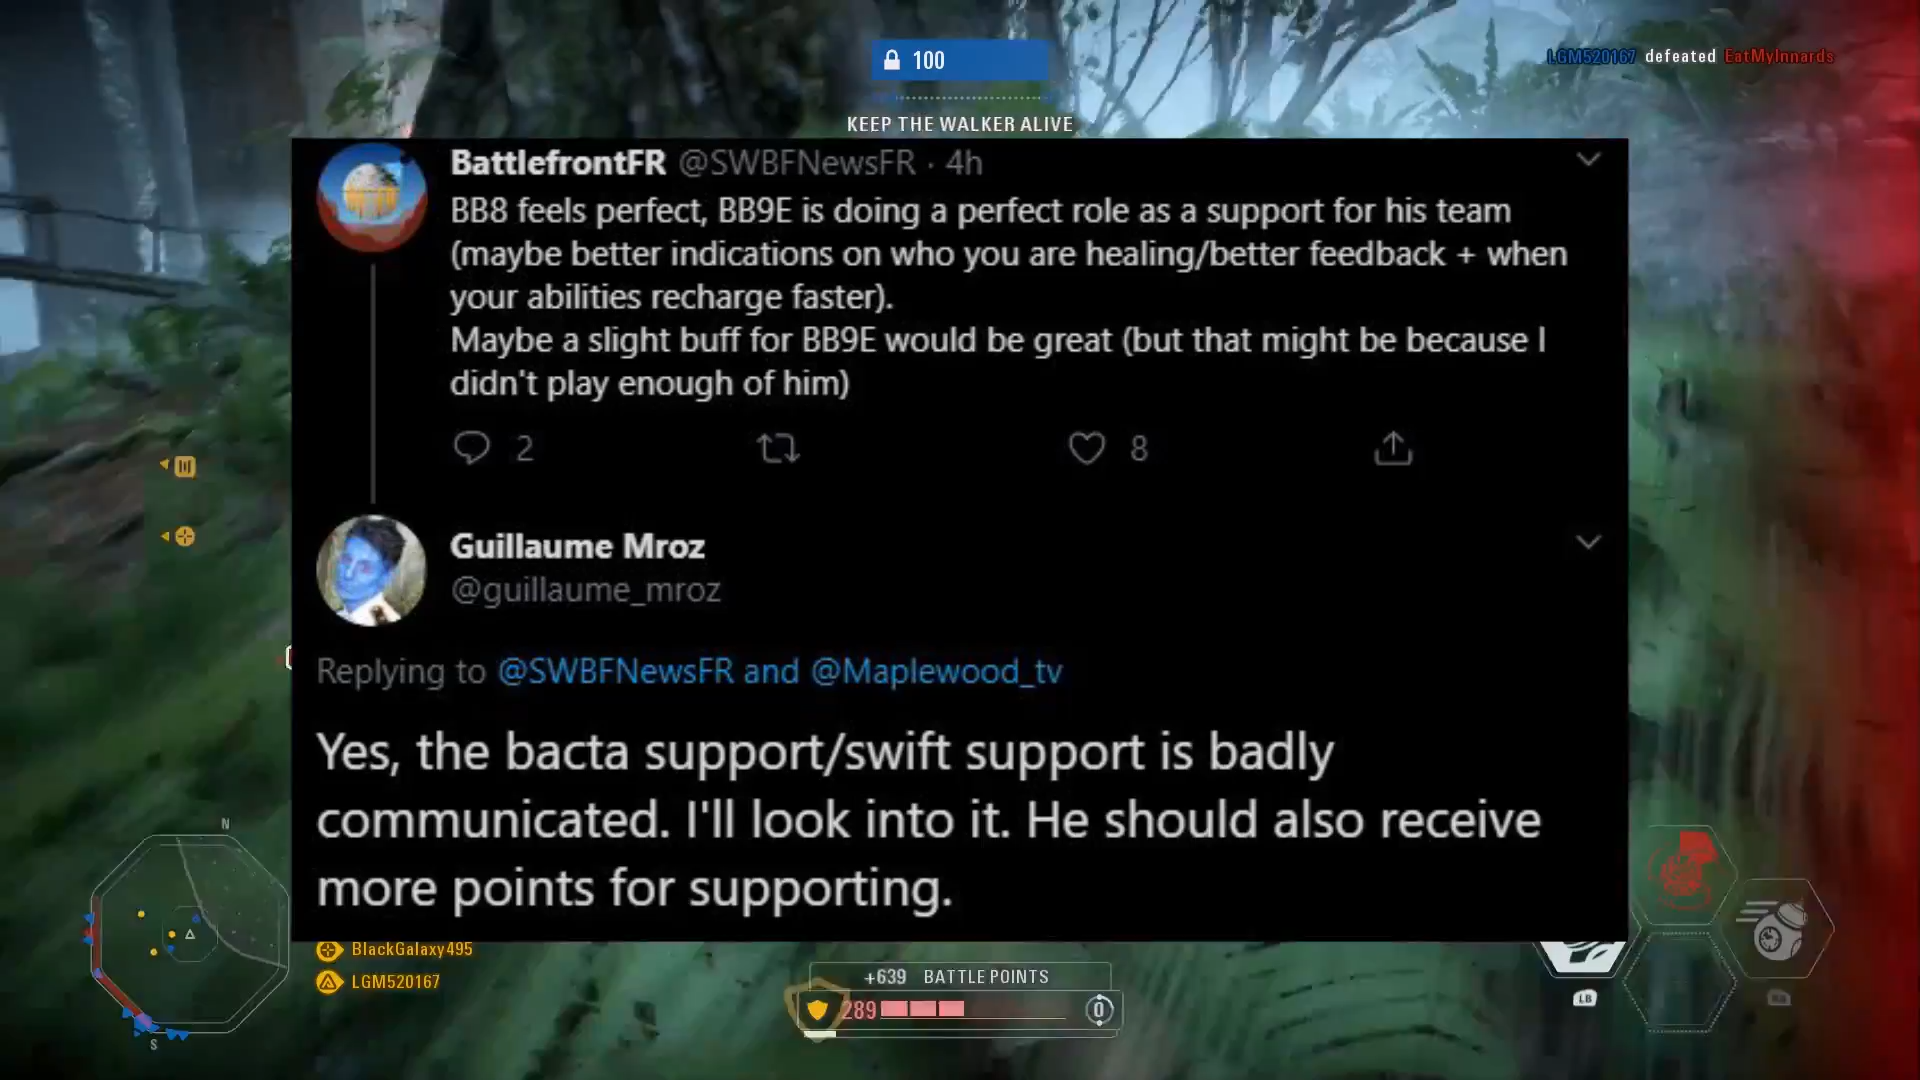 100
LGM520167 defeated EatMyInnards
KEEP THE WALKER ALIVE
BattlefrontFR @SWBFNewsFR · 4h
BB8 feels perfect, BB9E is doing a perfect role as a support for his team
(maybe better indications on who you are healing/better feedback + when
your abilities recharge faster).
Maybe a slight buff for BB9E would be great (but that might be because I
didn't play enough of him)
2
8
Guillaume Mroz
@guillaume_mroz
Replying to @SWBFNewsFR and @Maplewood_tv
Yes, the bacta support/swift support is badly
communicated. I'll look into it. He should also receive
more points for supporting.
N
S
BlackGalaxy495
LGM520167
+639 BATTLE POINTS
289
0
LB